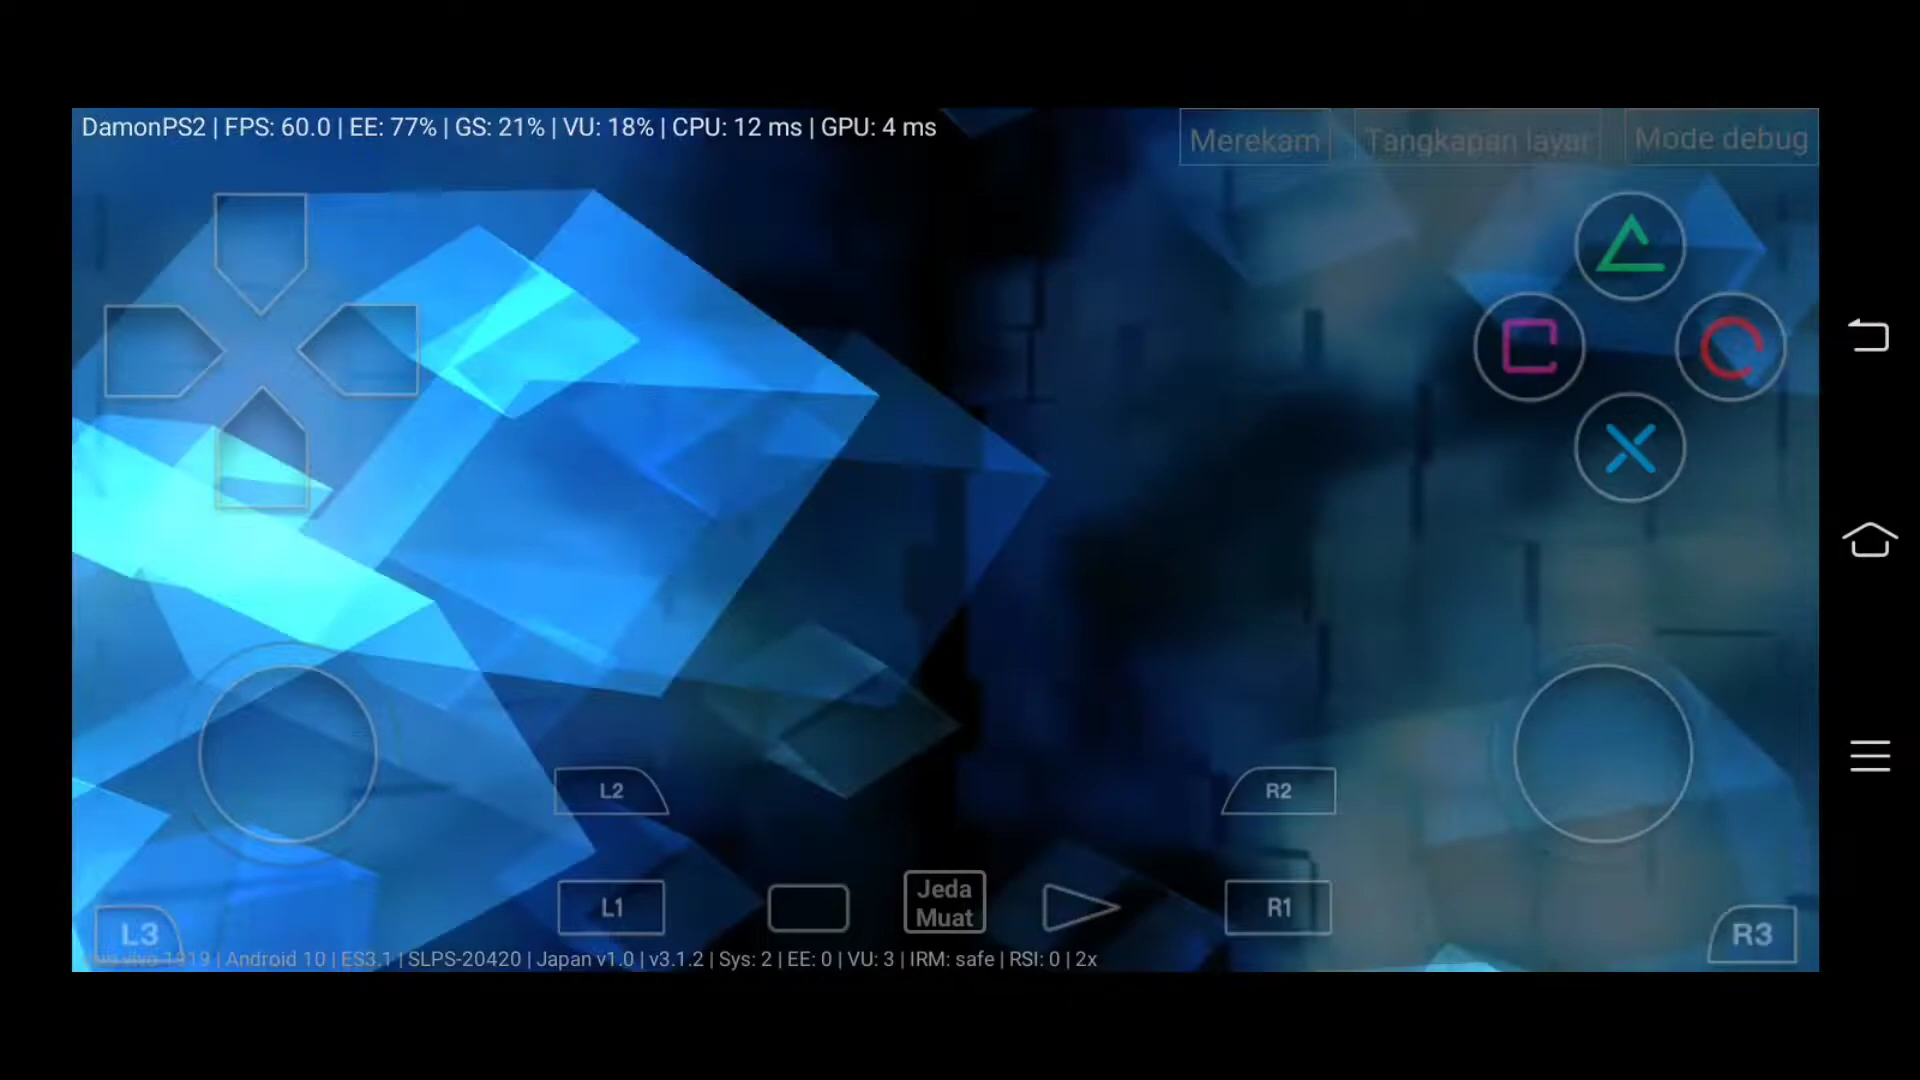 DamonPS2 | FPS: 60.0 | EE: 77% | GS: 21% | VU: 18% | CPU: 12 ms | GPU: 4 ms
Merekam
Tangkapan layar
Mode debug
L2
R2
L1
Jeda
Muat
R1
L3
R3
vivo 1919 | Android 10 | ES3.1 | SLPS-20420 | Japan v1.0 | v3.1.2 | Sys: 2 | EE: 0 | VU: 3 | IRM: safe | RSI: 0 | 2x